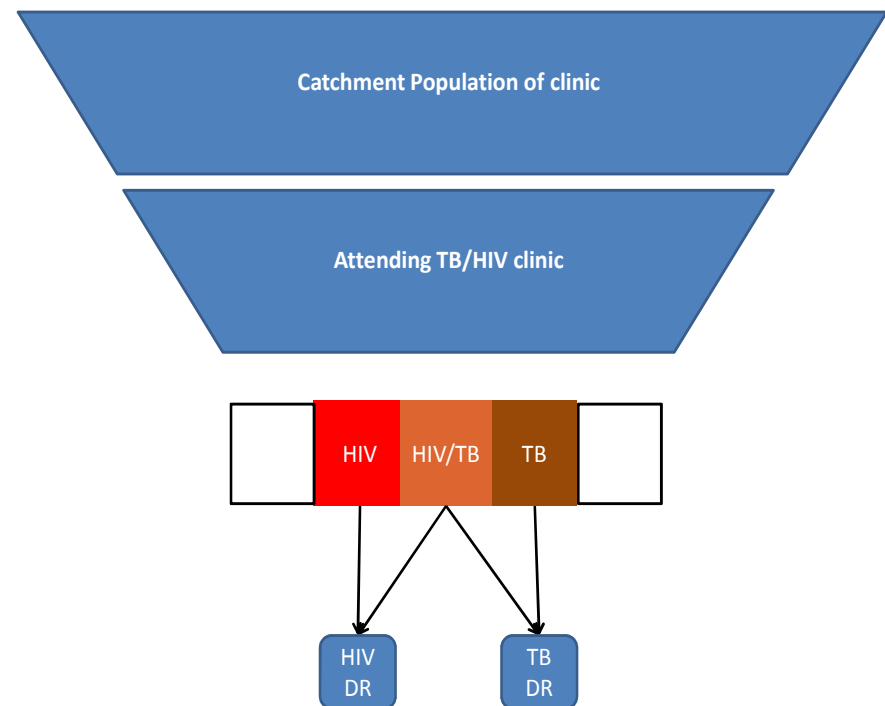 Catchment Population of clinic
Attending TB/HIV clinic
HIV
HIV/TB
TB
HIV
DR
TB
DR